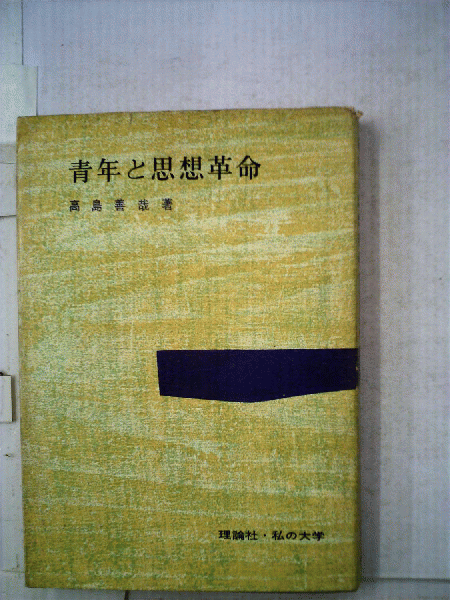 青年と思想革命
高島善哉著
理論社・私の大学